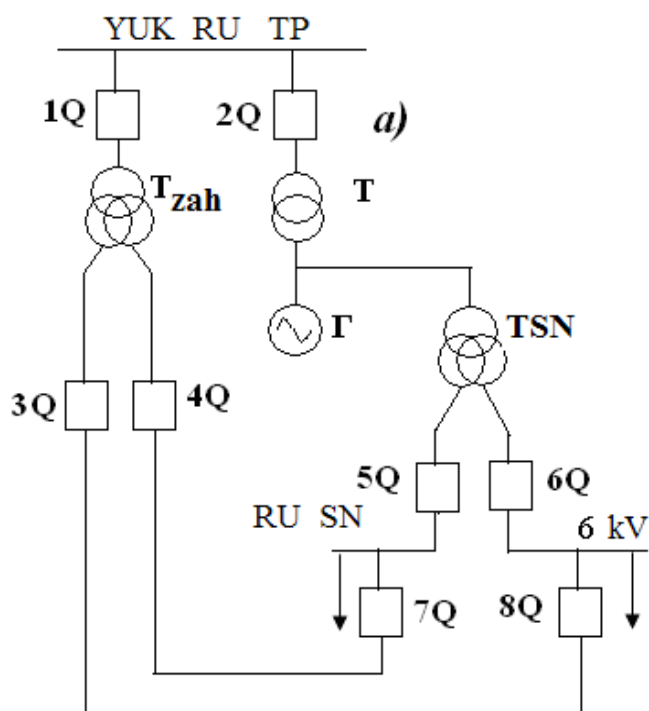 YUK RU TP
1Q
2Q
a)
Tzah
T
Г
TSN
3Q
4Q
5Q
6Q
RU SN
6 kV
7Q
8Q